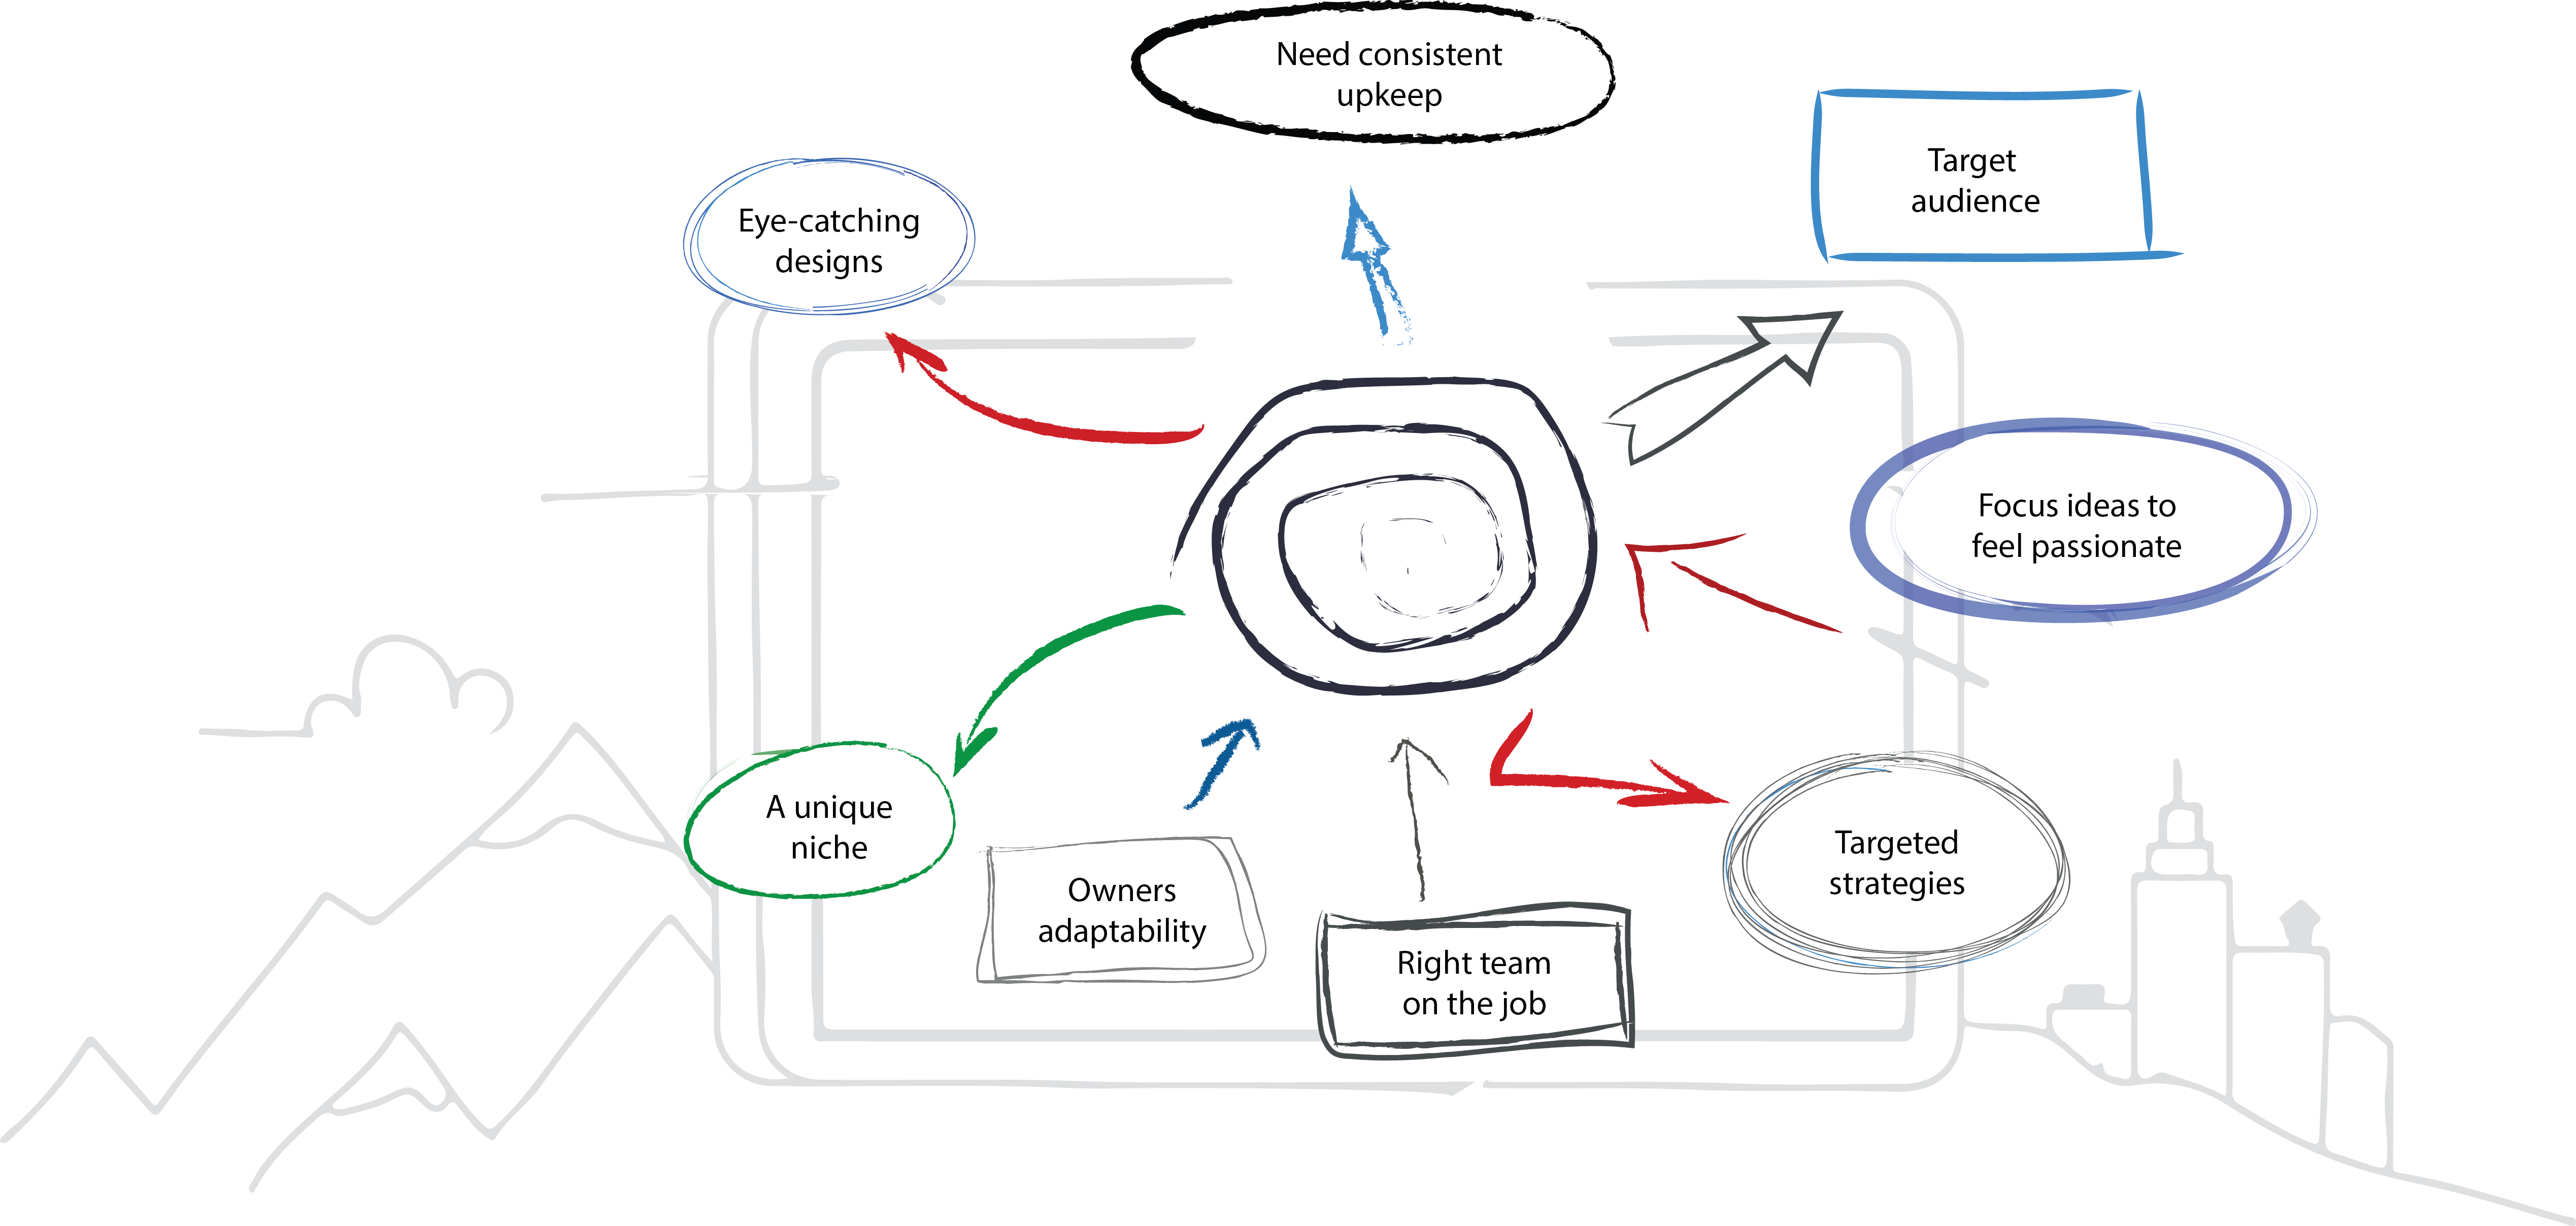 Need consistent
upkeep
Target
audience
Eye-catching
designs
Focus ideas to
feel passionate
A unique
niche
Owners
adaptability
Right team
on the job
Targeted
strategies